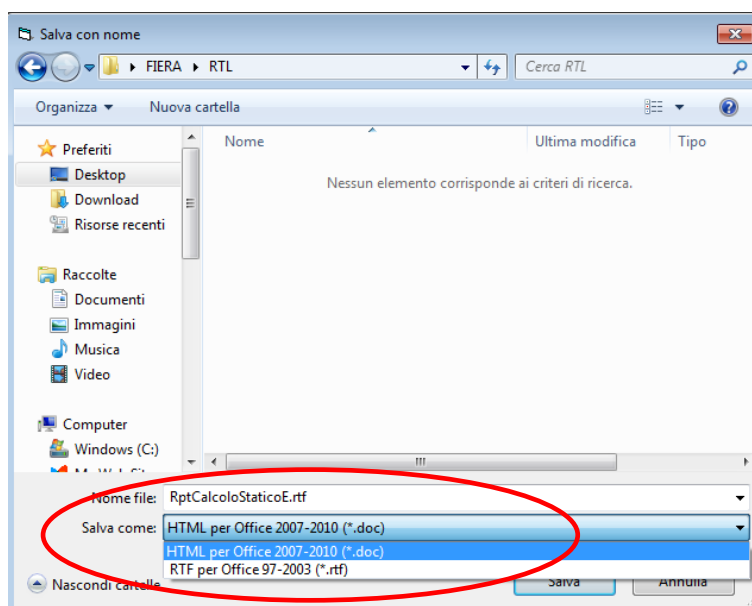 Salva con nome
FIERA RTL
Cerca RTL
Organizza Nuova cartella
Nome Ultima modifica Tipo
Nessun elemento corrisponde ai criteri di ricerca.
Preferiti
Desktop
Download
Risorse recenti
Raccolte
Documenti
Immagini
Musica
Video
Computer
Windows (C:)
Nome file: RptCalcoloStaticoE.rtf
Salva come: HTML per Office 2007-2010 (*.doc)
HTML per Office 2007-2010 (*.doc)
RTF per Office 97-2003 (*.rtf)
Nascondi cartelle Salva Annulla